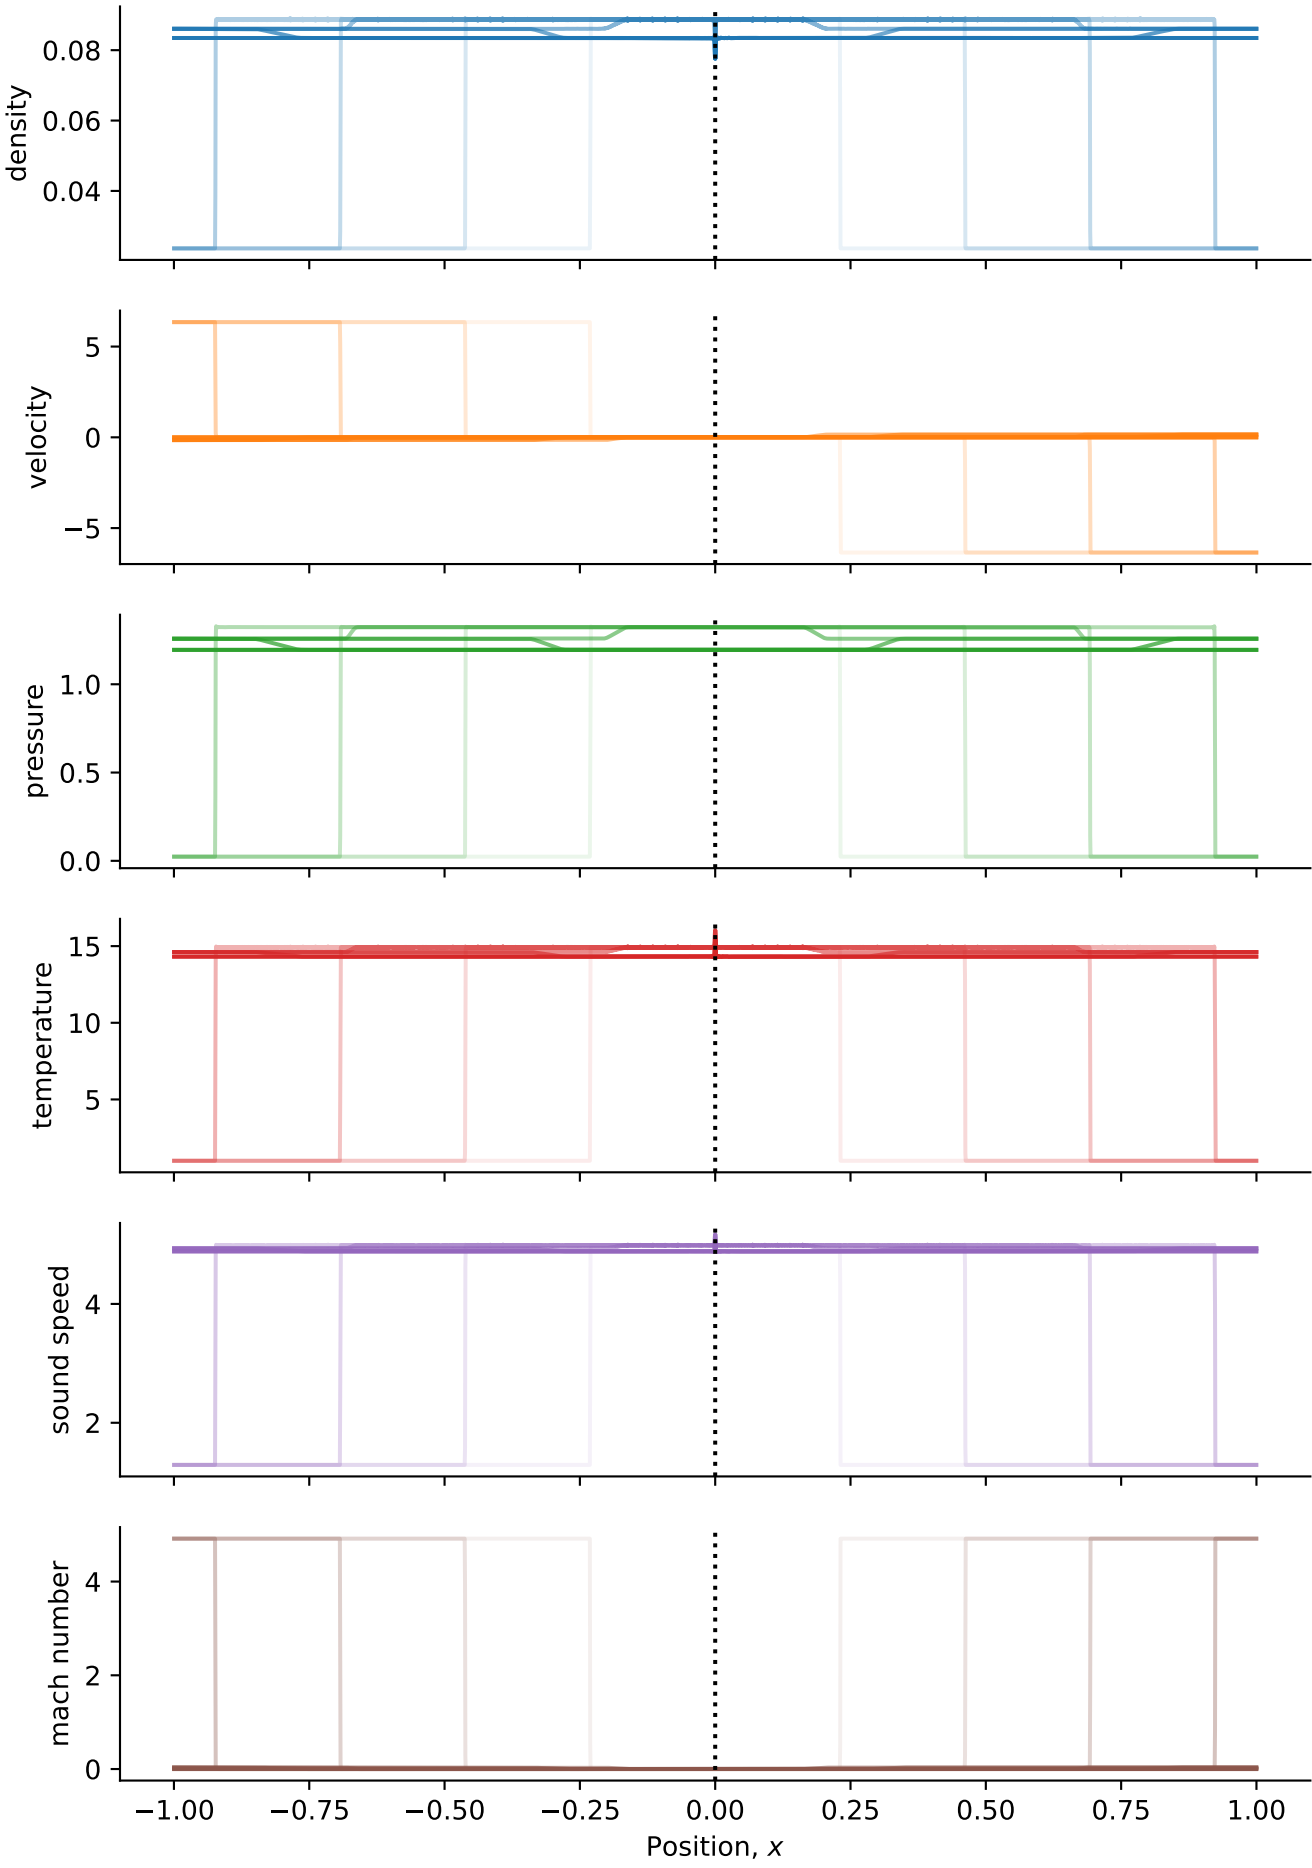 density
0.08
0.06
0.04
velocity
5
0
−5
pressure
1.0
0.5
0.0
temperature
15
10
5
sound speed
4
2
mach number
4
2
0
−1.00 −0.75 −0.50 −0.25 0.00 0.25 0.50 0.75 1.00
Position, x